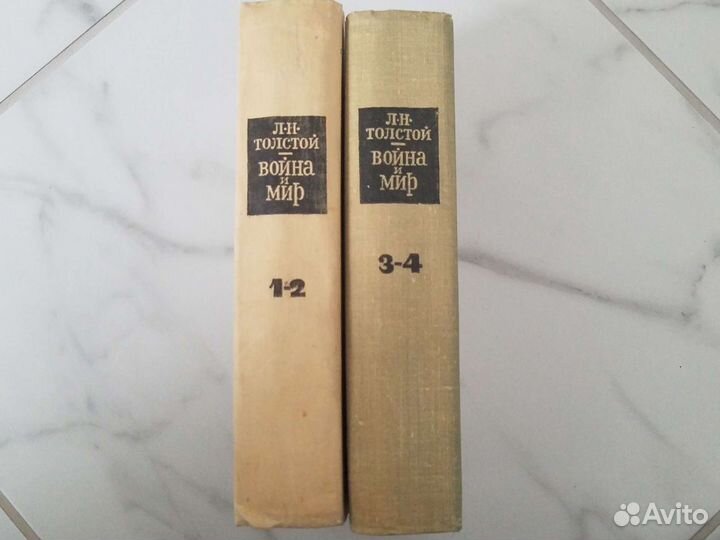 Л·Н·
ТОЛСТОЙ
ВОЙНА
и
МИР
1-2
Л·Н·
ТОЛСТОЙ
ВОЙНА
и
МИР
3-4
Avito